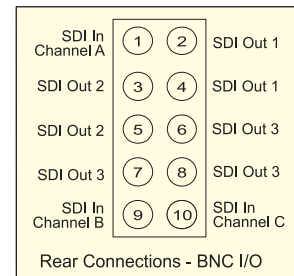 SDI In
Channel A
1
2
SDI Out 1
SDI Out 2
3
4
SDI Out 1
SDI Out 2
5
6
SDI Out 3
SDI Out 3
7
8
SDI Out 3
SDI In
Channel B
9
10
SDI In
Channel C
Rear Connections - BNC I/O